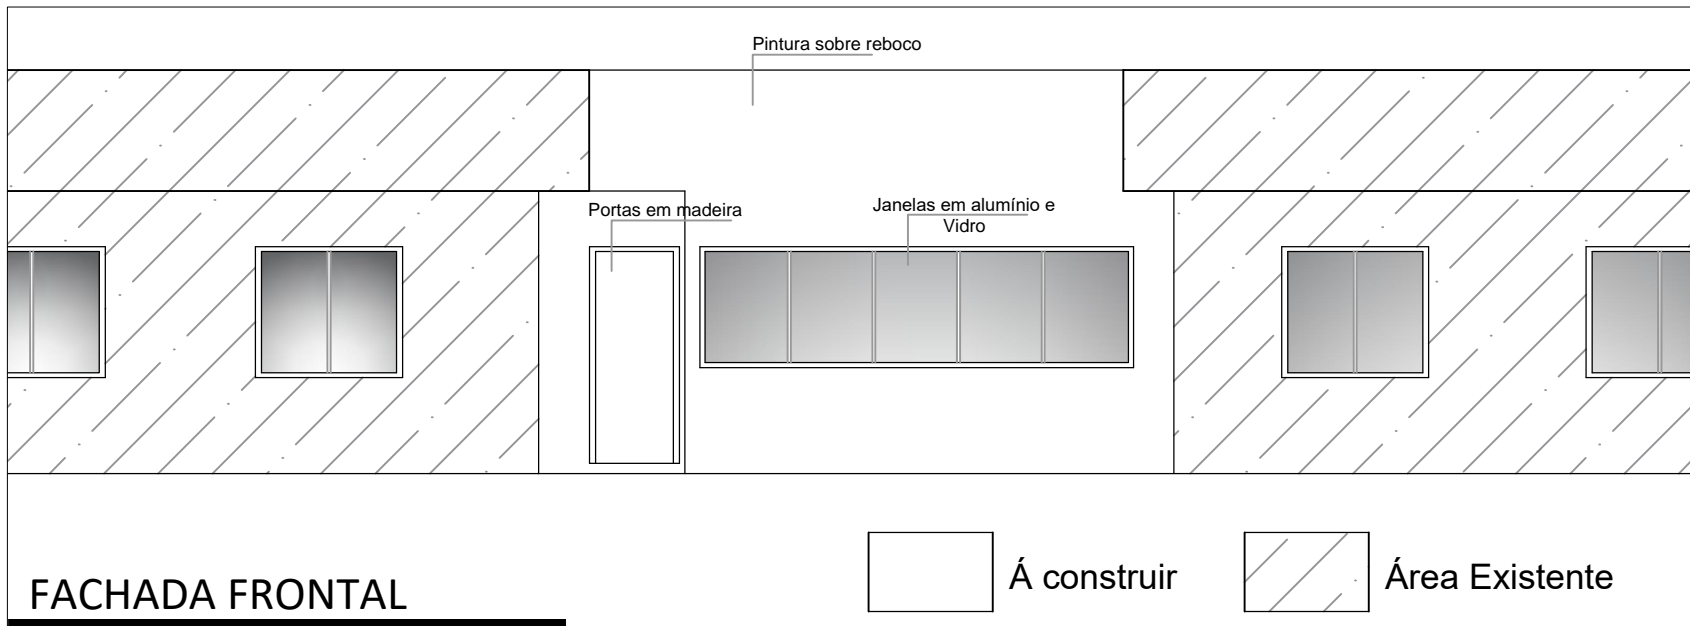 Pintura sobre reboco
Portas em madeira
Janelas em alumínio e
Vidro
FACHADA FRONTAL
Á construir
Área Existente